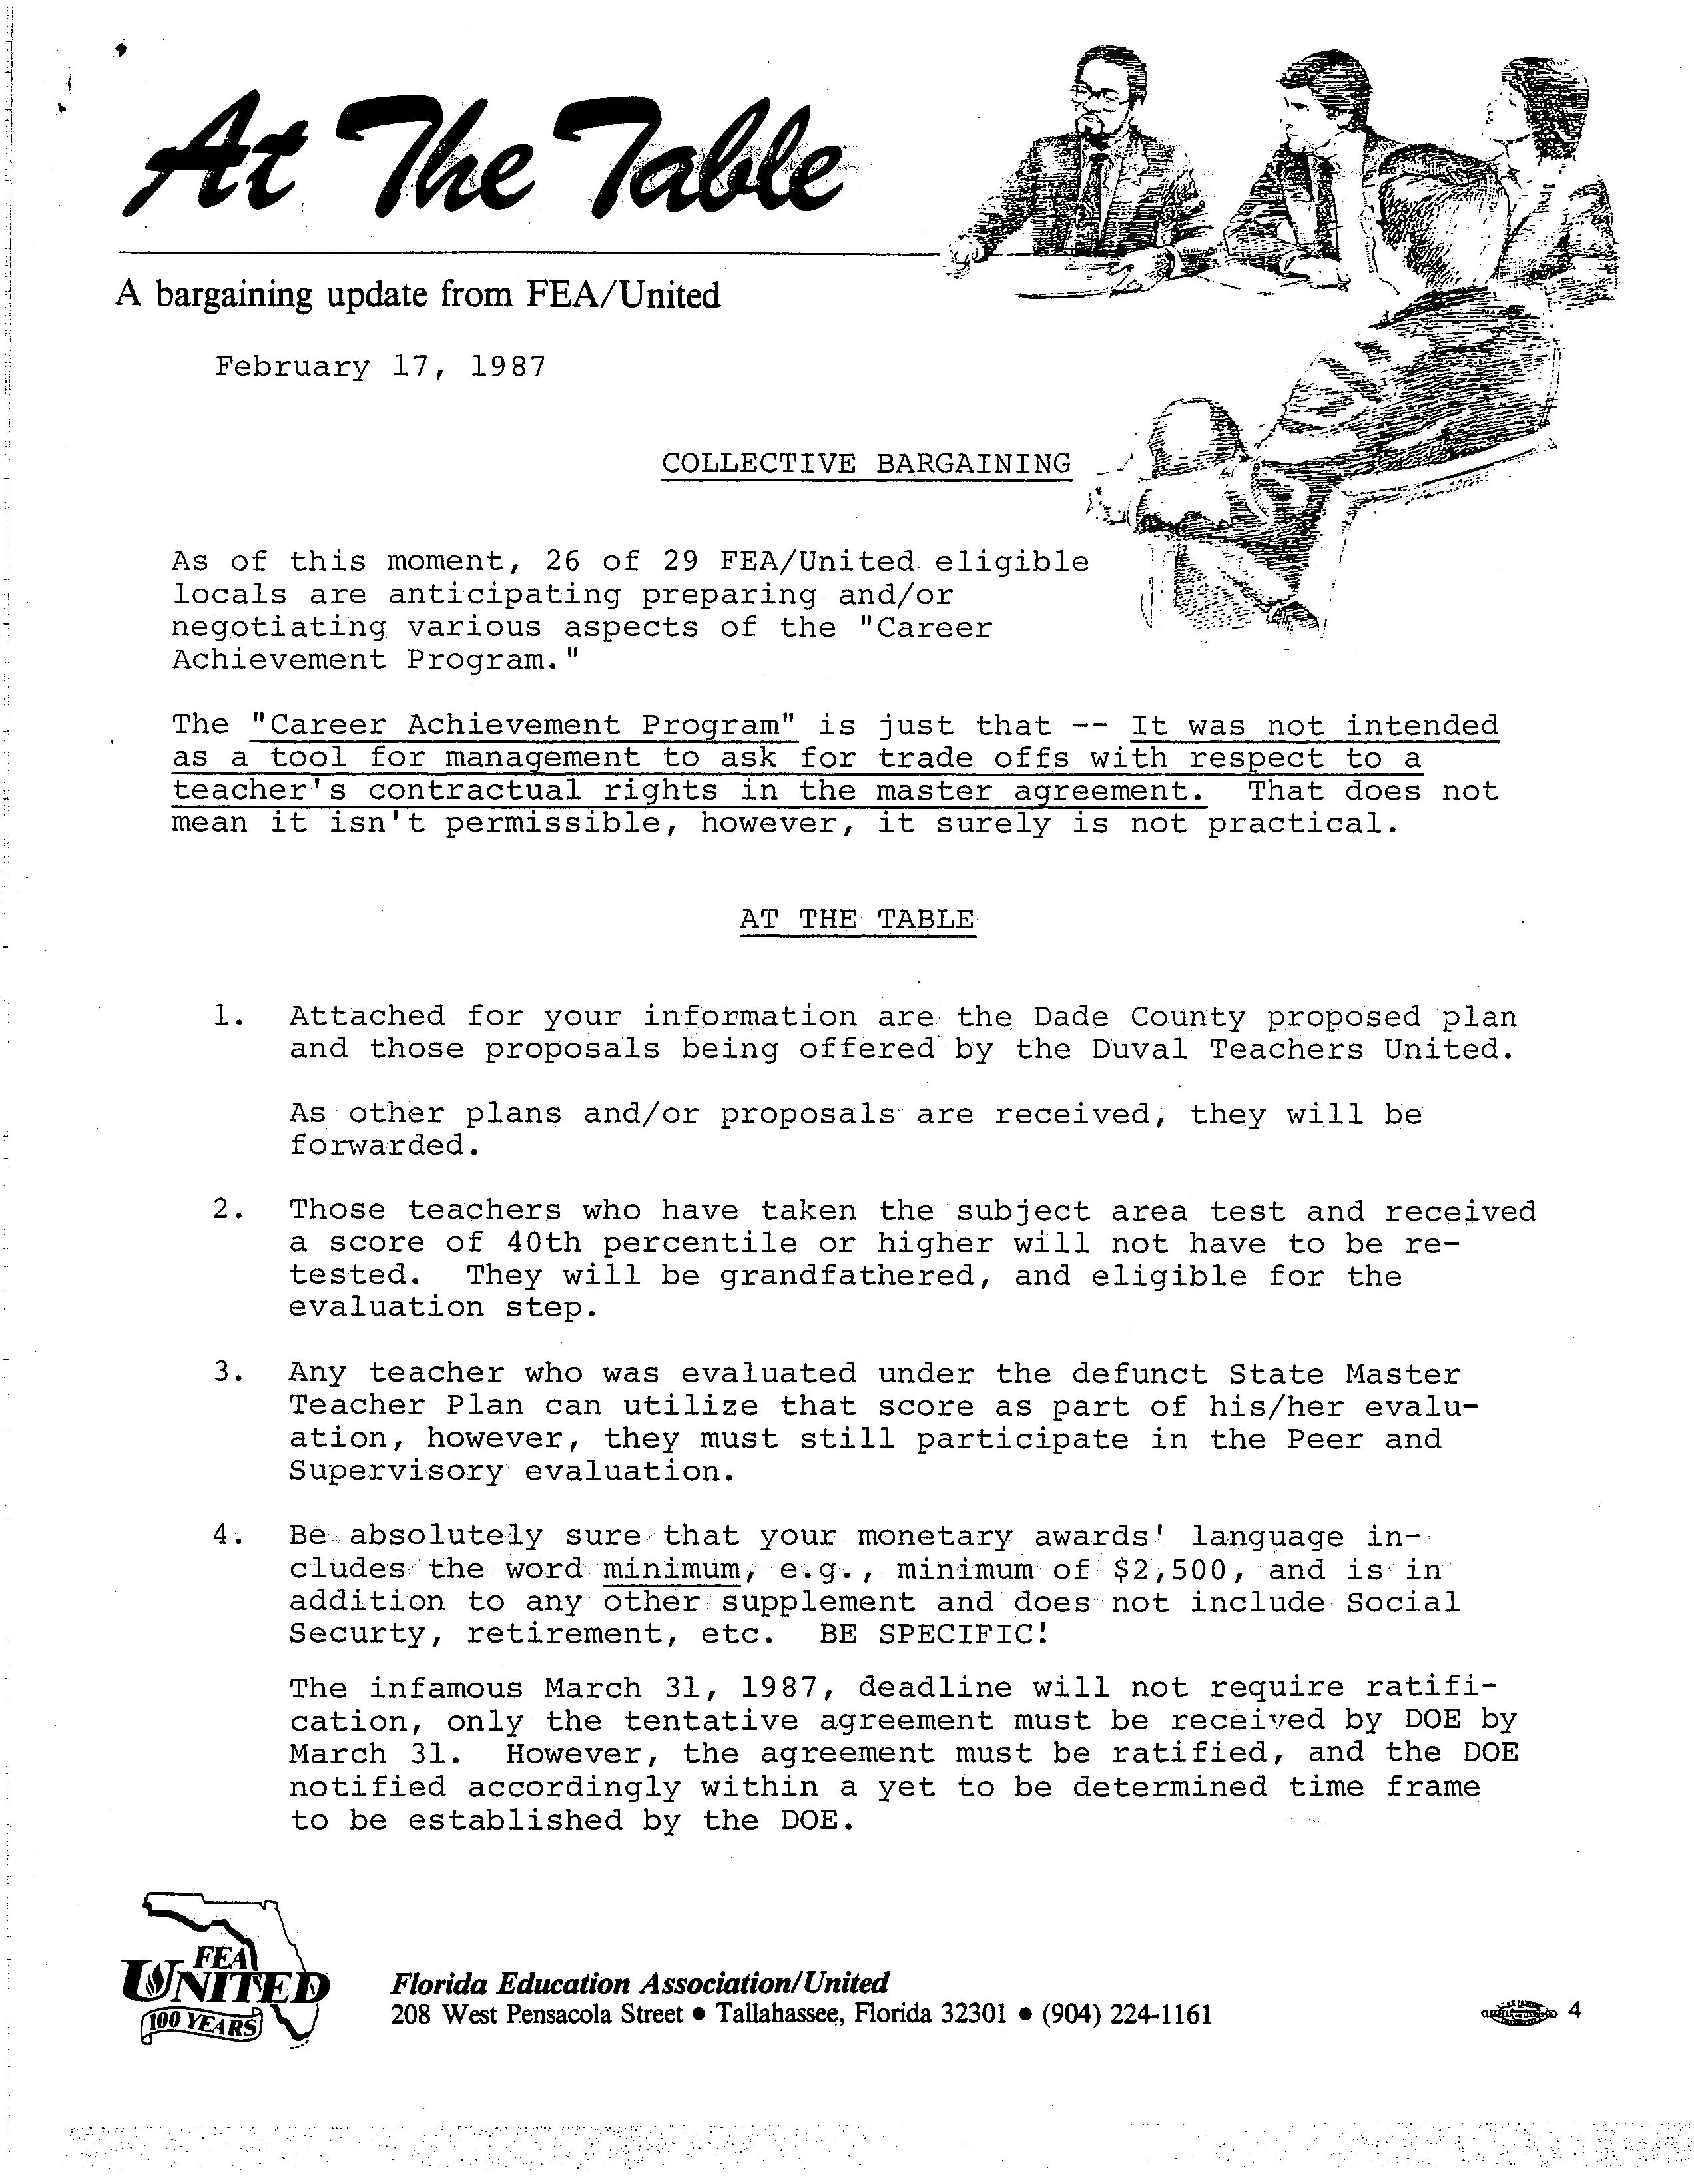 At The Table
A bargaining update from FEA/United
February 17, 1987
COLLECTIVE BARGAINING
As of this moment, 26 of 29 FEA/United eligible
locals are anticipating preparing and/or
negotiating various aspects of the "Career
Achievement Program."
The "Career Achievement Program" is just that -- It was not intended
as a tool for management to ask for trade offs with respect to a
teacher's contractual rights in the master agreement. That does not
mean it isn't permissible, however, it surely is not practical.
AT THE TABLE
1. Attached for your information are the Dade County proposed plan
and those proposals being offered by the Duval Teachers United.
As other plans and/or proposals are received, they will be
forwarded.
2. Those teachers who have taken the subject area test and received
a score of 40th percentile or higher will not have to be re-
tested. They will be grandfathered, and eligible for the
evaluation step.
3. Any teacher who was evaluated under the defunct State Master
Teacher Plan can utilize that score as part of his/her evalu-
ation, however, they must still participate in the Peer and
Supervisory evaluation.
4. Be absolutely sure that your monetary awards' language in-
cludes the word minimum, e.g., minimum of $2,500, and is in
addition to any other supplement and does not include Social
Securty, retirement, etc. BE SPECIFIC!
The infamous March 31, 1987, deadline will not require ratifi-
cation, only the tentative agreement must be received by DOE by
March 31. However, the agreement must be ratified, and the DOE
notified accordingly within a yet to be determined time frame
to be established by the DOE.
FEA
UNITED
100 YEARS
Florida Education Association/United
208 West Pensacola Street ● Tallahassee, Florida 32301 ● (904) 224-1161
4